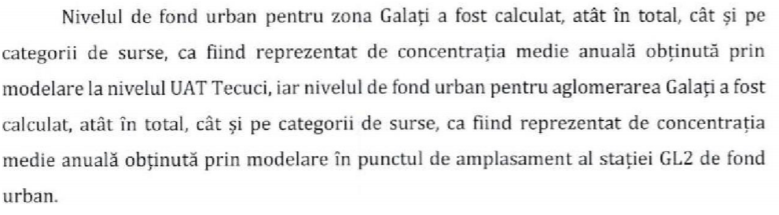 Nivelul de fond urban pentru zona Galați a fost calculat, atât în total, cât și pe
categorii de surse, ca fiind reprezentat de concentrația medie anuală obținută prin
modelare la nivelul UAT Tecuci, iar nivelul de fond urban pentru aglomerarea Galați a fost
calculat, atât în total, cât și pe categorii de surse, ca fiind reprezentat de concentrația
medie anuală obținută prin modelare în punctul de amplasament al stației GL2 de fond
urban.